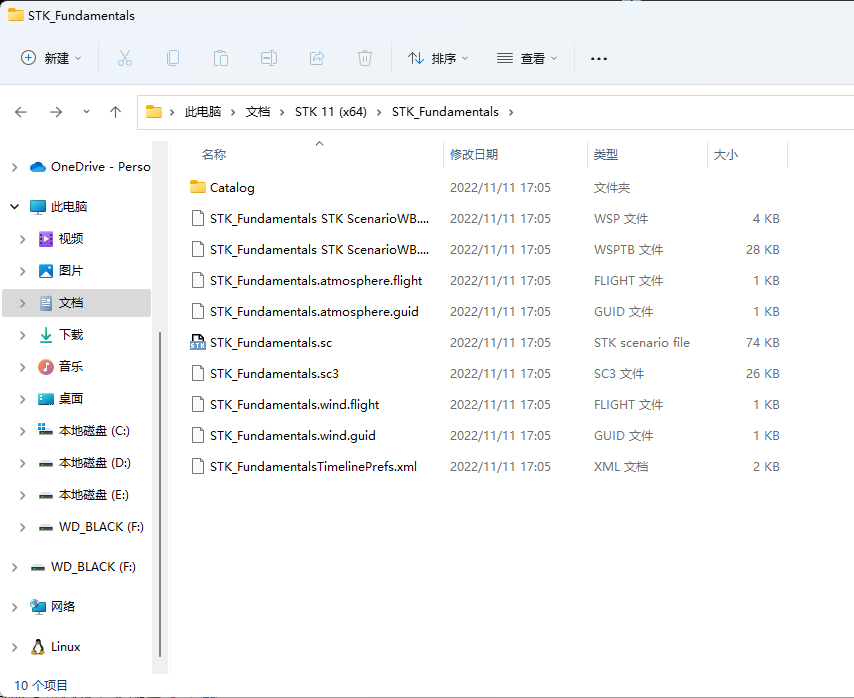 STK_Fundamentals
新建 排序 查看
此电脑 文档 STK 11 (x64) STK_Fundamentals
名称 修改日期 类型 大小
OneDrive - Perso
此电脑
视频
图片
文档
下载
音乐
桌面
本地磁盘 (C:)
本地磁盘 (D:)
本地磁盘 (E:)
WD_BLACK (F:)
WD_BLACK (F:)
网络
Linux
Catalog 2022/11/11 17:05 文件夹
STK_Fundamentals STK ScenarioWB.... 2022/11/11 17:05 WSP 文件 4 KB
STK_Fundamentals STK ScenarioWB.... 2022/11/11 17:05 WSPTB 文件 28 KB
STK_Fundamentals.atmosphere.flight 2022/11/11 17:05 FLIGHT 文件 1 KB
STK_Fundamentals.atmosphere.guid 2022/11/11 17:05 GUID 文件 1 KB
STK STK_Fundamentals.sc 2022/11/11 17:05 STK scenario file 74 KB
STK_Fundamentals.sc3 2022/11/11 17:05 SC3 文件 26 KB
STK_Fundamentals.wind.flight 2022/11/11 17:05 FLIGHT 文件 1 KB
STK_Fundamentals.wind.guid 2022/11/11 17:05 GUID 文件 1 KB
STK_FundamentalsTimelinePrefs.xml 2022/11/11 17:05 XML 文档 2 KB
10 个项目